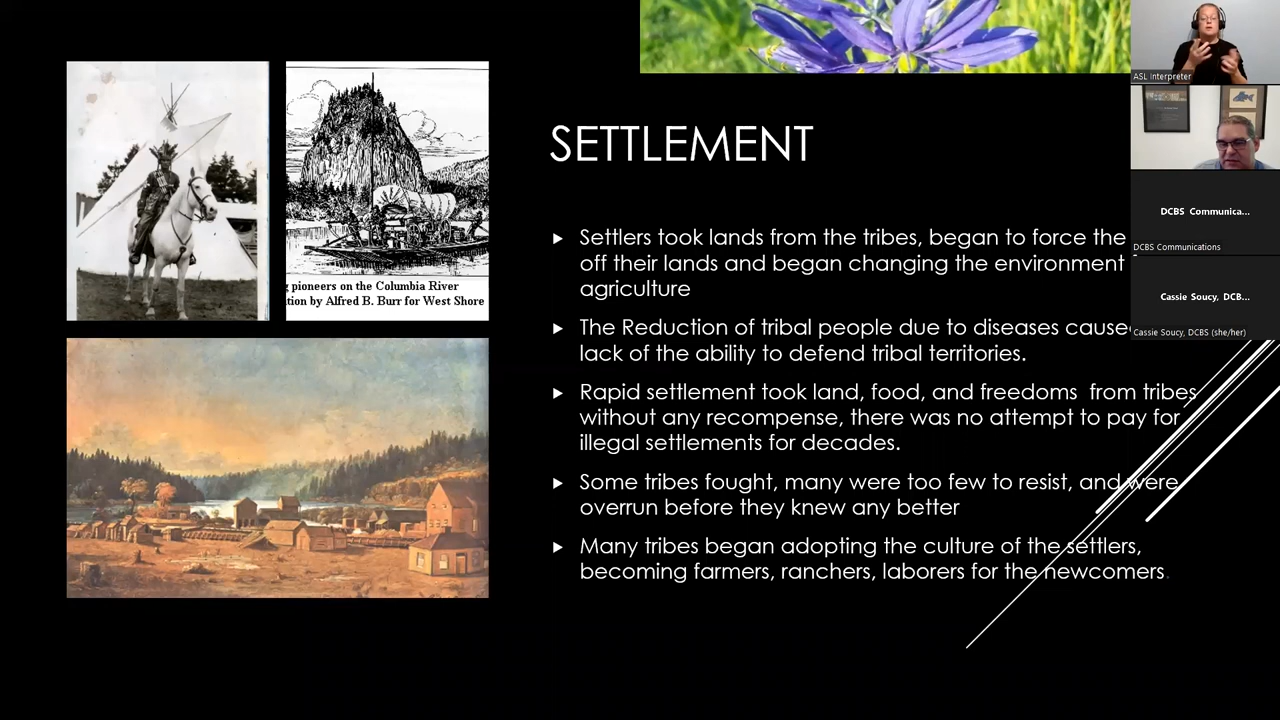 SETTLEMENT
Settlers took lands from the tribes, began to force the
off their lands and began changing the environment
agriculture
The Reduction of tribal people due to diseases cause
lack of the ability to defend tribal territories.
Rapid settlement took land, food, and freedoms from tribes
without any recompense, there was no attempt to pay for
illegal settlements for decades.
Some tribes fought, many were too few to resist, and were
overrun before they knew any better
Many tribes began adopting the culture of the settlers,
becoming farmers, ranchers, laborers for the newcomers.
pioneers on the Columbia River
by Alfred B. Burr for West Shore
ASL Interpreter
DCBS Communica...
DCBS Communications
Cassie Soucy, DCB...
Cassie Soucy, DCBS (she/her)